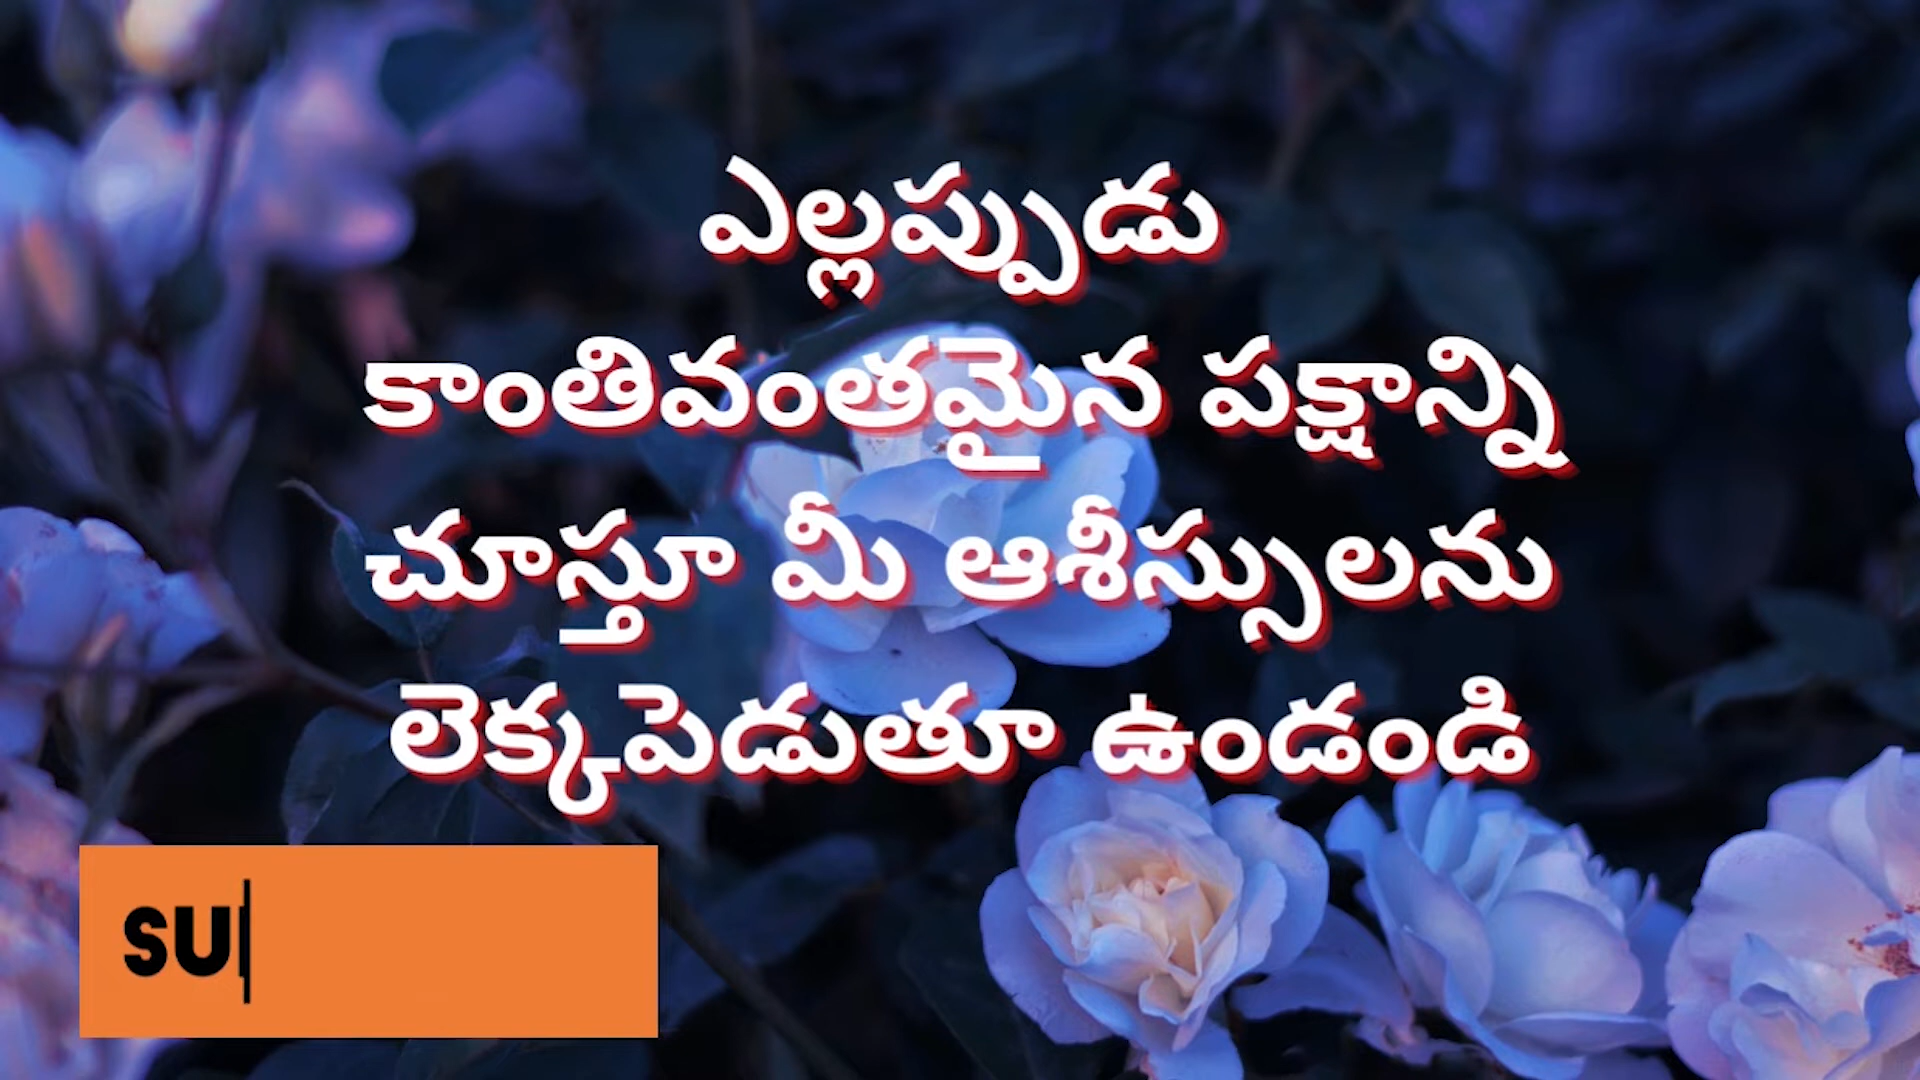 ఎల్లప్పుడు
కాంతివంతమైన పక్షాన్ని
చూస్తూ మీ ఆశీస్సులను
లెక్కపెడుతూ ఉండండి
SU